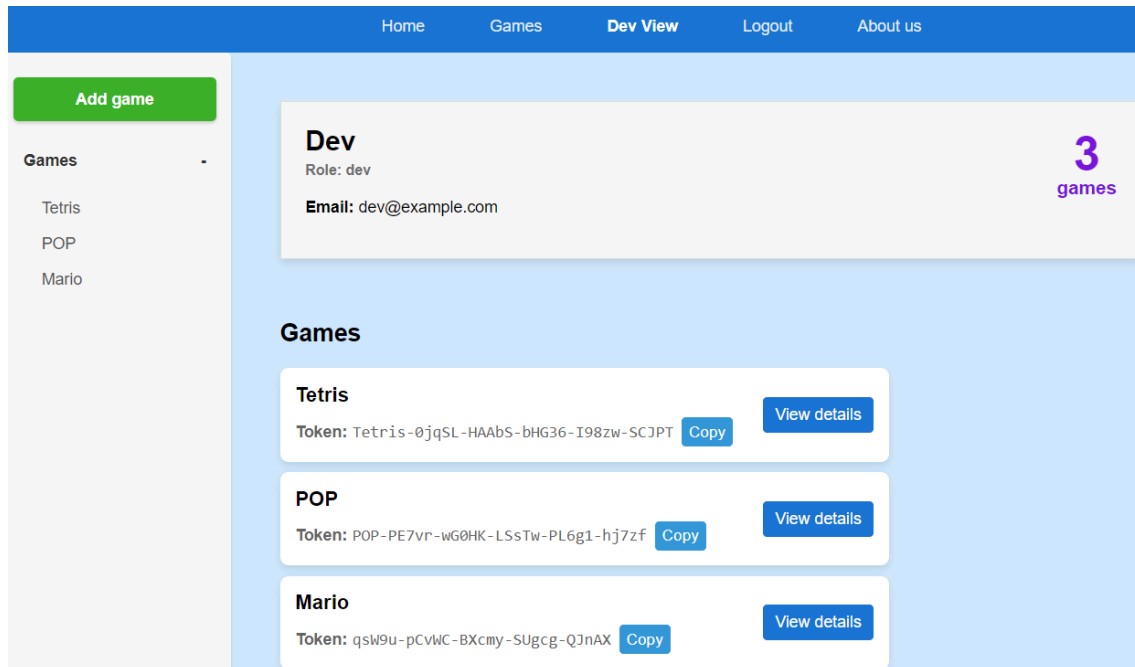 Home Games Dev View Logout About us
Add game
Games -
Tetris
POP
Mario
Dev
Role: dev
Email: dev@example.com
3
games
Games
Tetris
Token: Tetris-0jqSL-HAAbS-bHG36-I98zw-SCJPT Copy
View details
POP
Token: POP-PE7vr-wG0HK-LSsTw-PL6g1-hj7zf Copy
View details
Mario
Token: qsW9u-pCvWC-BXcmy-SUgcg-QJnAX Copy
View details